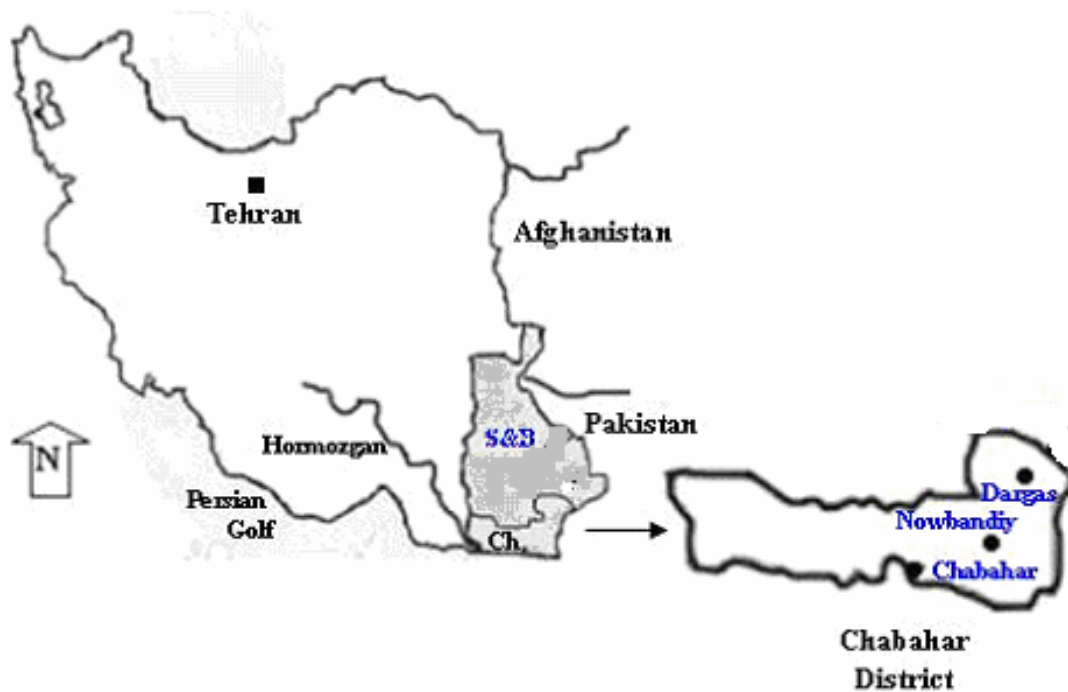 Tehran
Afghanistan
Pakistan
S&B
Hormozgan
Persian
Golf
N
Ch.
Dargas
Nowbandiy
Chabahar
Chabahar
District